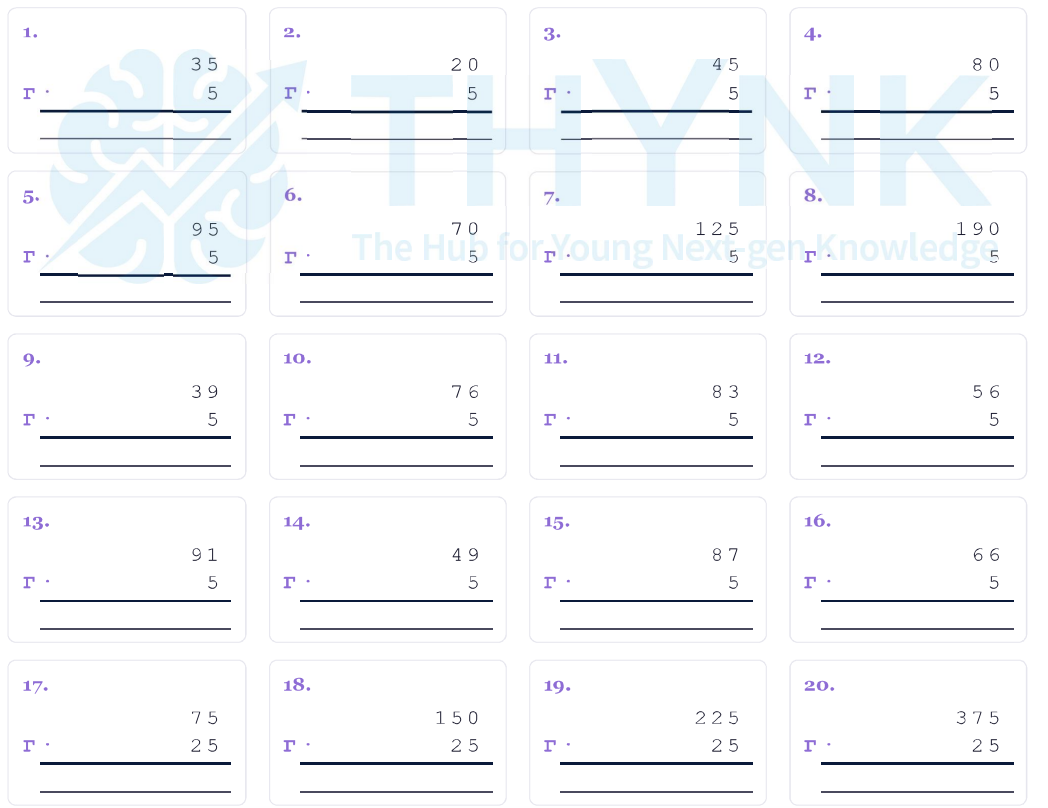 1. 2. 3. 4.
35 20 45 80
Г · 5 Г · 5 Г · 5 Г · 5
THYNK
5. 6. 7. 8.
95 70 125 190
Г · 5 Г · 5 Г · 5 Г · 5
The Hub for Young Next-gen Knowledge
9. 10. 11. 12.
39 76 83 56
Г · 5 Г · 5 Г · 5 Г · 5
13. 14. 15. 16.
91 49 87 66
Г · 5 Г · 5 Г · 5 Г · 5
17. 18. 19. 20.
75 150 225 375
Г · 25 Г · 25 Г · 25 Г · 25